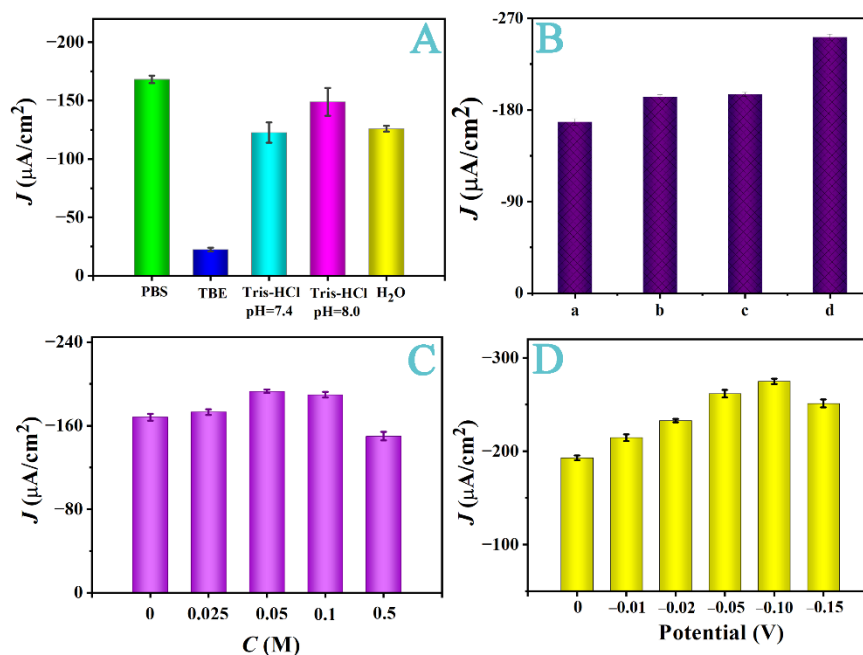 A
−200
−150
−100
−50
0
J (μA/cm²)
PBS
TBE
Tris-HCl
pH=7.4
Tris-HCl
pH=8.0
H₂O
B
-270
-180
-90
0
J (μA/cm²)
a
b
c
d
C
−240
−160
−80
0
J (μA/cm²)
0
0.025
0.05
0.1
0.5
C (M)
D
−300
−200
−100
J (μA/cm²)
0
−0.01
−0.02
−0.05
−0.10
−0.15
Potential (V)